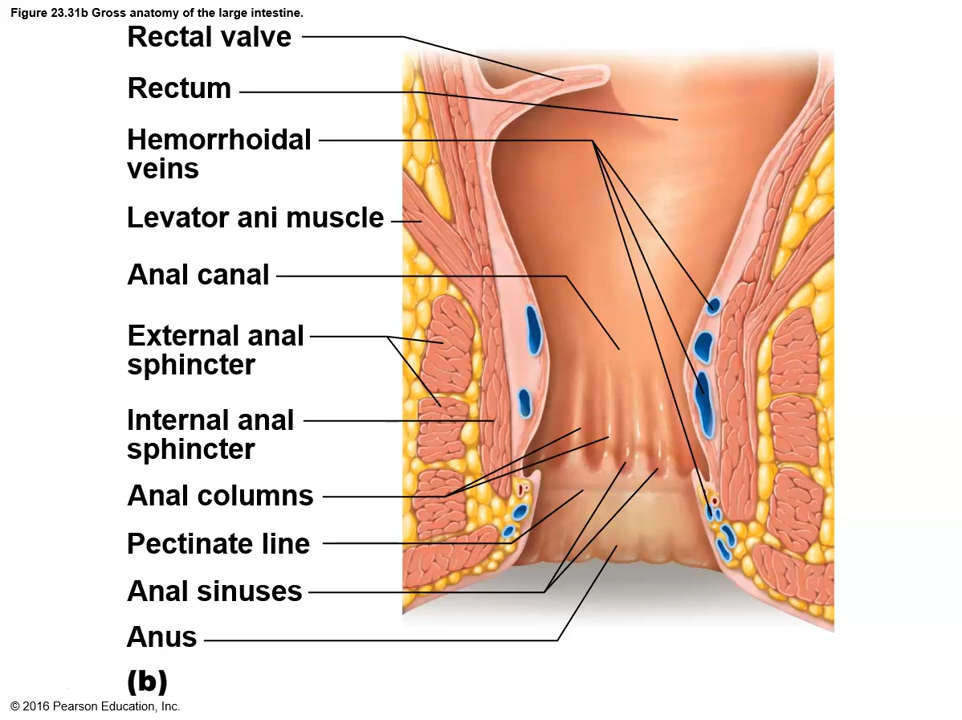 Figure 23.31b Gross anatomy of the large intestine.
Rectal valve
Rectum
Hemorrhoidal
veins
Levator ani muscle
Anal canal
External anal
sphincter
Internal anal
sphincter
Anal columns
Pectinate line
Anal sinuses
Anus
(b)
© 2016 Pearson Education, Inc.